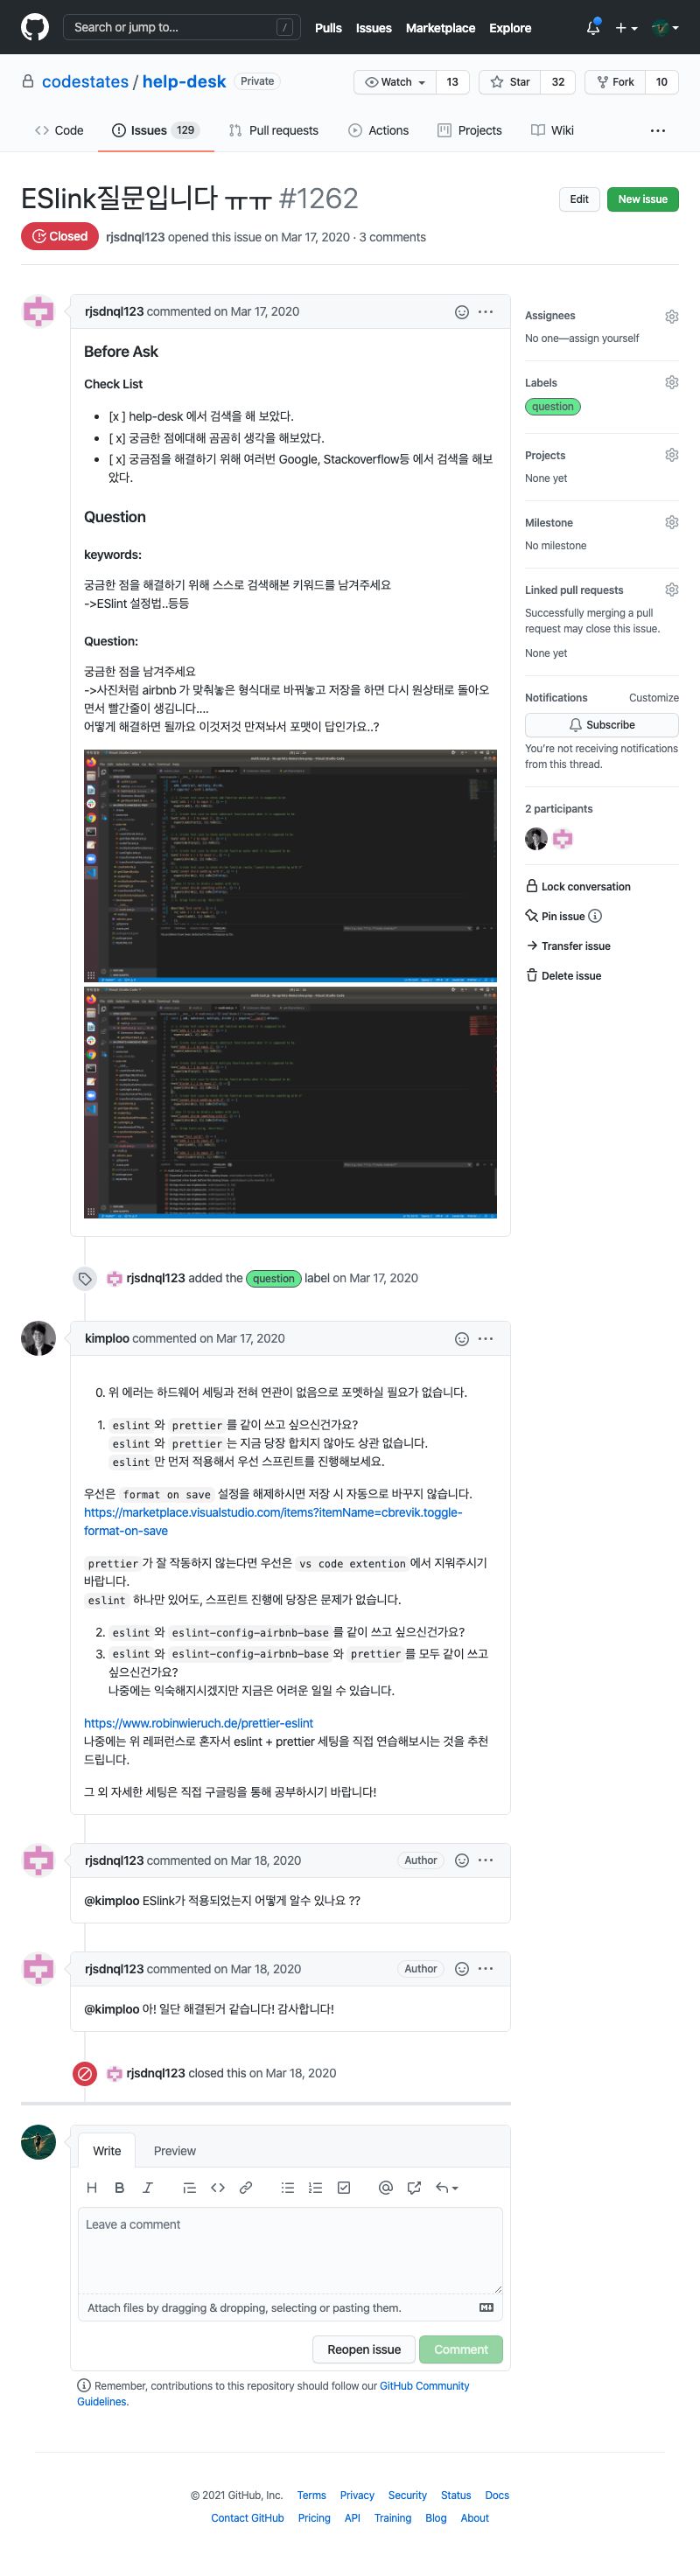 Search or jump to... /
Pulls Issues Marketplace Explore
codestates / help-desk Private
Watch 13 Star 32 Fork 10
Code Issues 129 Pull requests Actions Projects Wiki
ESlink질문입니다 ㅠㅠ #1262
Edit New issue
Closed rjsdnql123 opened this issue on Mar 17, 2020 · 3 comments
rjsdnql123 commented on Mar 17, 2020
Before Ask
Check List
[x ] help-desk 에서 검색을 해 보았다.
[ x] 궁금한 점에대해 곰곰히 생각을 해보았다.
[ x] 궁금점을 해결하기 위해 여러번 Google, Stackoverflow등 에서 검색을 해보
았다.
Question
keywords:
궁금한 점을 해결하기 위해 스스로 검색해본 키워드를 남겨주세요
->ESlint 설정법..등등
Question:
궁금한 점을 남겨주세요
->사진처럼 airbnb 가 맞춰놓은 형식대로 바꿔놓고 저장을 하면 다시 원상태로 돌아오
면서 빨간줄이 생김니다....
어떻게 해결하면 될까요 이것저것 만져놔서 포맷이 답인가요..?
rjsdnql123 added the question label on Mar 17, 2020
kimploo commented on Mar 17, 2020
0. 위 에러는 하드웨어 세팅과 전혀 연관이 없음으로 포멧하실 필요가 없습니다.
1. eslint 와 prettier 를 같이 쓰고 싶으신건가요?
eslint 와 prettier 는 지금 당장 합치지 않아도 상관 없습니다.
eslint 만 먼저 적용해서 우선 스프린트를 진행해보세요.
우선은 format on save 설정을 해제하시면 저장 시 자동으로 바꾸지 않습니다.
https://marketplace.visualstudio.com/items?itemName=cbrevik.toggle-
format-on-save
prettier 가 잘 작동하지 않는다면 우선은 vs code extention 에서 지워주시기
바랍니다.
eslint 하나만 있어도, 스프린트 진행에 당장은 문제가 없습니다.
2. eslint 와 eslint-config-airbnb-base 를 같이 쓰고 싶으신건가요?
3. eslint 와 eslint-config-airbnb-base 와 prettier 를 모두 같이 쓰고
싶으신건가요?
나중에는 익숙해지시겠지만 지금은 어려운 일일 수 있습니다.
https://www.robinwieruch.de/prettier-eslint
나중에는 위 레퍼런스로 혼자서 eslint + prettier 세팅을 직접 연습해보시는 것을 추천
드립니다.
그 외 자세한 세팅은 직접 구글링을 통해 공부하시기 바랍니다!
rjsdnql123 commented on Mar 18, 2020 Author
@kimploo ESlink가 적용되었는지 어떻게 알수 있나요 ??
rjsdnql123 commented on Mar 18, 2020 Author
@kimploo 아! 일단 해결된거 같습니다! 감사합니다!
rjsdnql123 closed this on Mar 18, 2020
Write Preview
Leave a comment
Attach files by dragging & dropping, selecting or pasting them.
Reopen issue Comment
Remember, contributions to this repository should follow our GitHub Community
Guidelines.
Assignees
No one—assign yourself
Labels
question
Projects
None yet
Milestone
No milestone
Linked pull requests
Successfully merging a pull
request may close this issue.
None yet
Notifications Customize
Subscribe
You're not receiving notifications
from this thread.
2 participants
Lock conversation
Pin issue
Transfer issue
Delete issue
© 2021 GitHub, Inc. Terms Privacy Security Status Docs
Contact GitHub Pricing API Training Blog About